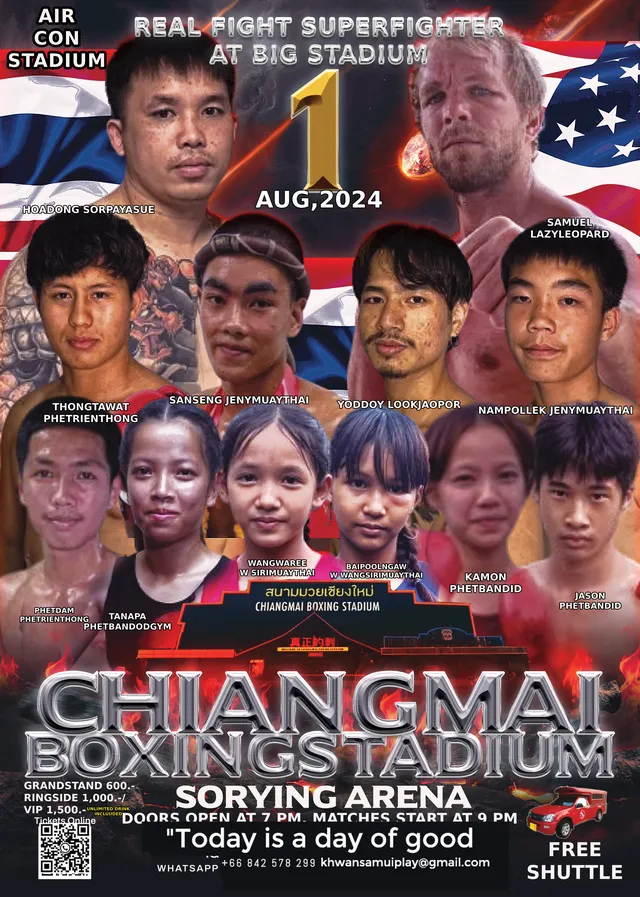 AIR
CON
STADIUM
REAL FIGHT SUPERFIGHTER
AT BIG STADIUM
1
AUG,2024
HOADONG SORPAYASUE
SAMUEL
LAZYLEOPARD
THONGTAWAT
PHETRIENTHONG
SANSENG JENYMUAYTHAI
YODDOY LOOKJAOPOR
NAMPOLLEK JENYMUAYTHAI
PHETDAM
PHETRIENTHONG
TANAPA
PHETBANDODGYM
WANGWAREE
W SIRIMUAYTHAI
BAIPOOLNGAW
W WANGSIRIMUAYTHAI
KAMON
PHETBANDID
JASON
PHETBANDID
สนามมวยเชียงใหม่
CHIANGMAI BOXING STADIUM
CHIANGMAI
BOXINGSTADIUM
GRANDSTAND 600.-
RINGSIDE 1,000.-/
VIP 1,500.-
UNLIMITED DRINK
INCLUUDED
Tickets Online
SORYING ARENA
DOORS OPEN AT 7 PM. MATCHES START AT 9 PM
"Today is a day of good
WHATSAPP +66 842 578 299 khwansamuiplay@gmail.com
FREE
SHUTTLE